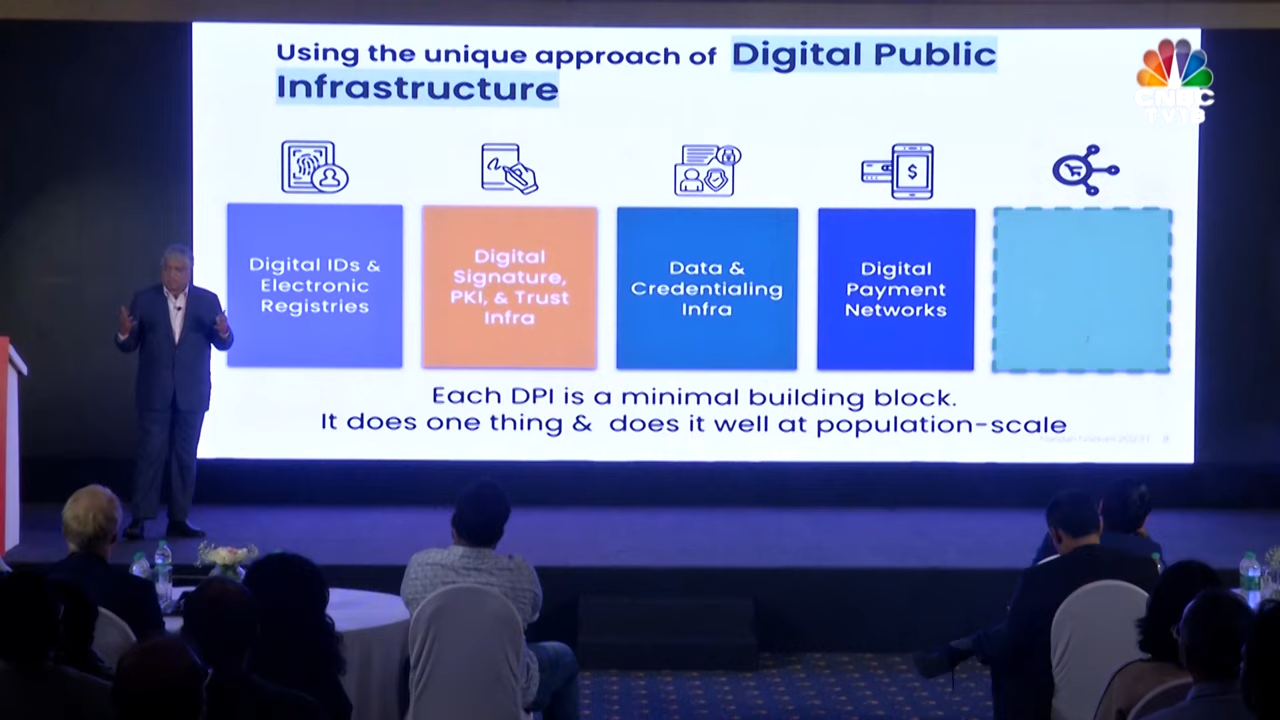 Using the unique approach of Digital Public
Infrastructure
CNBC
TV18
$
Digital IDs &
Electronic
Registries
Digital
Signature,
PKI, & Trust
Infra
Data &
Credentialing
Infra
Digital
Payment
Networks
Each DPI is a minimal building block.
It does one thing & does it well at population-scale